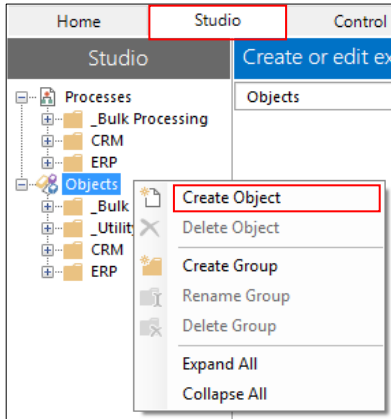 Home Studio Control
Studio
Create or edit ex
Objects
Processes
_Bulk Processing
CRM
ERP
Objects
_Bulk
_Utilit
CRM
ERP
Create Object
Delete Object
Create Group
Rename Group
Delete Group
Expand All
Collapse All